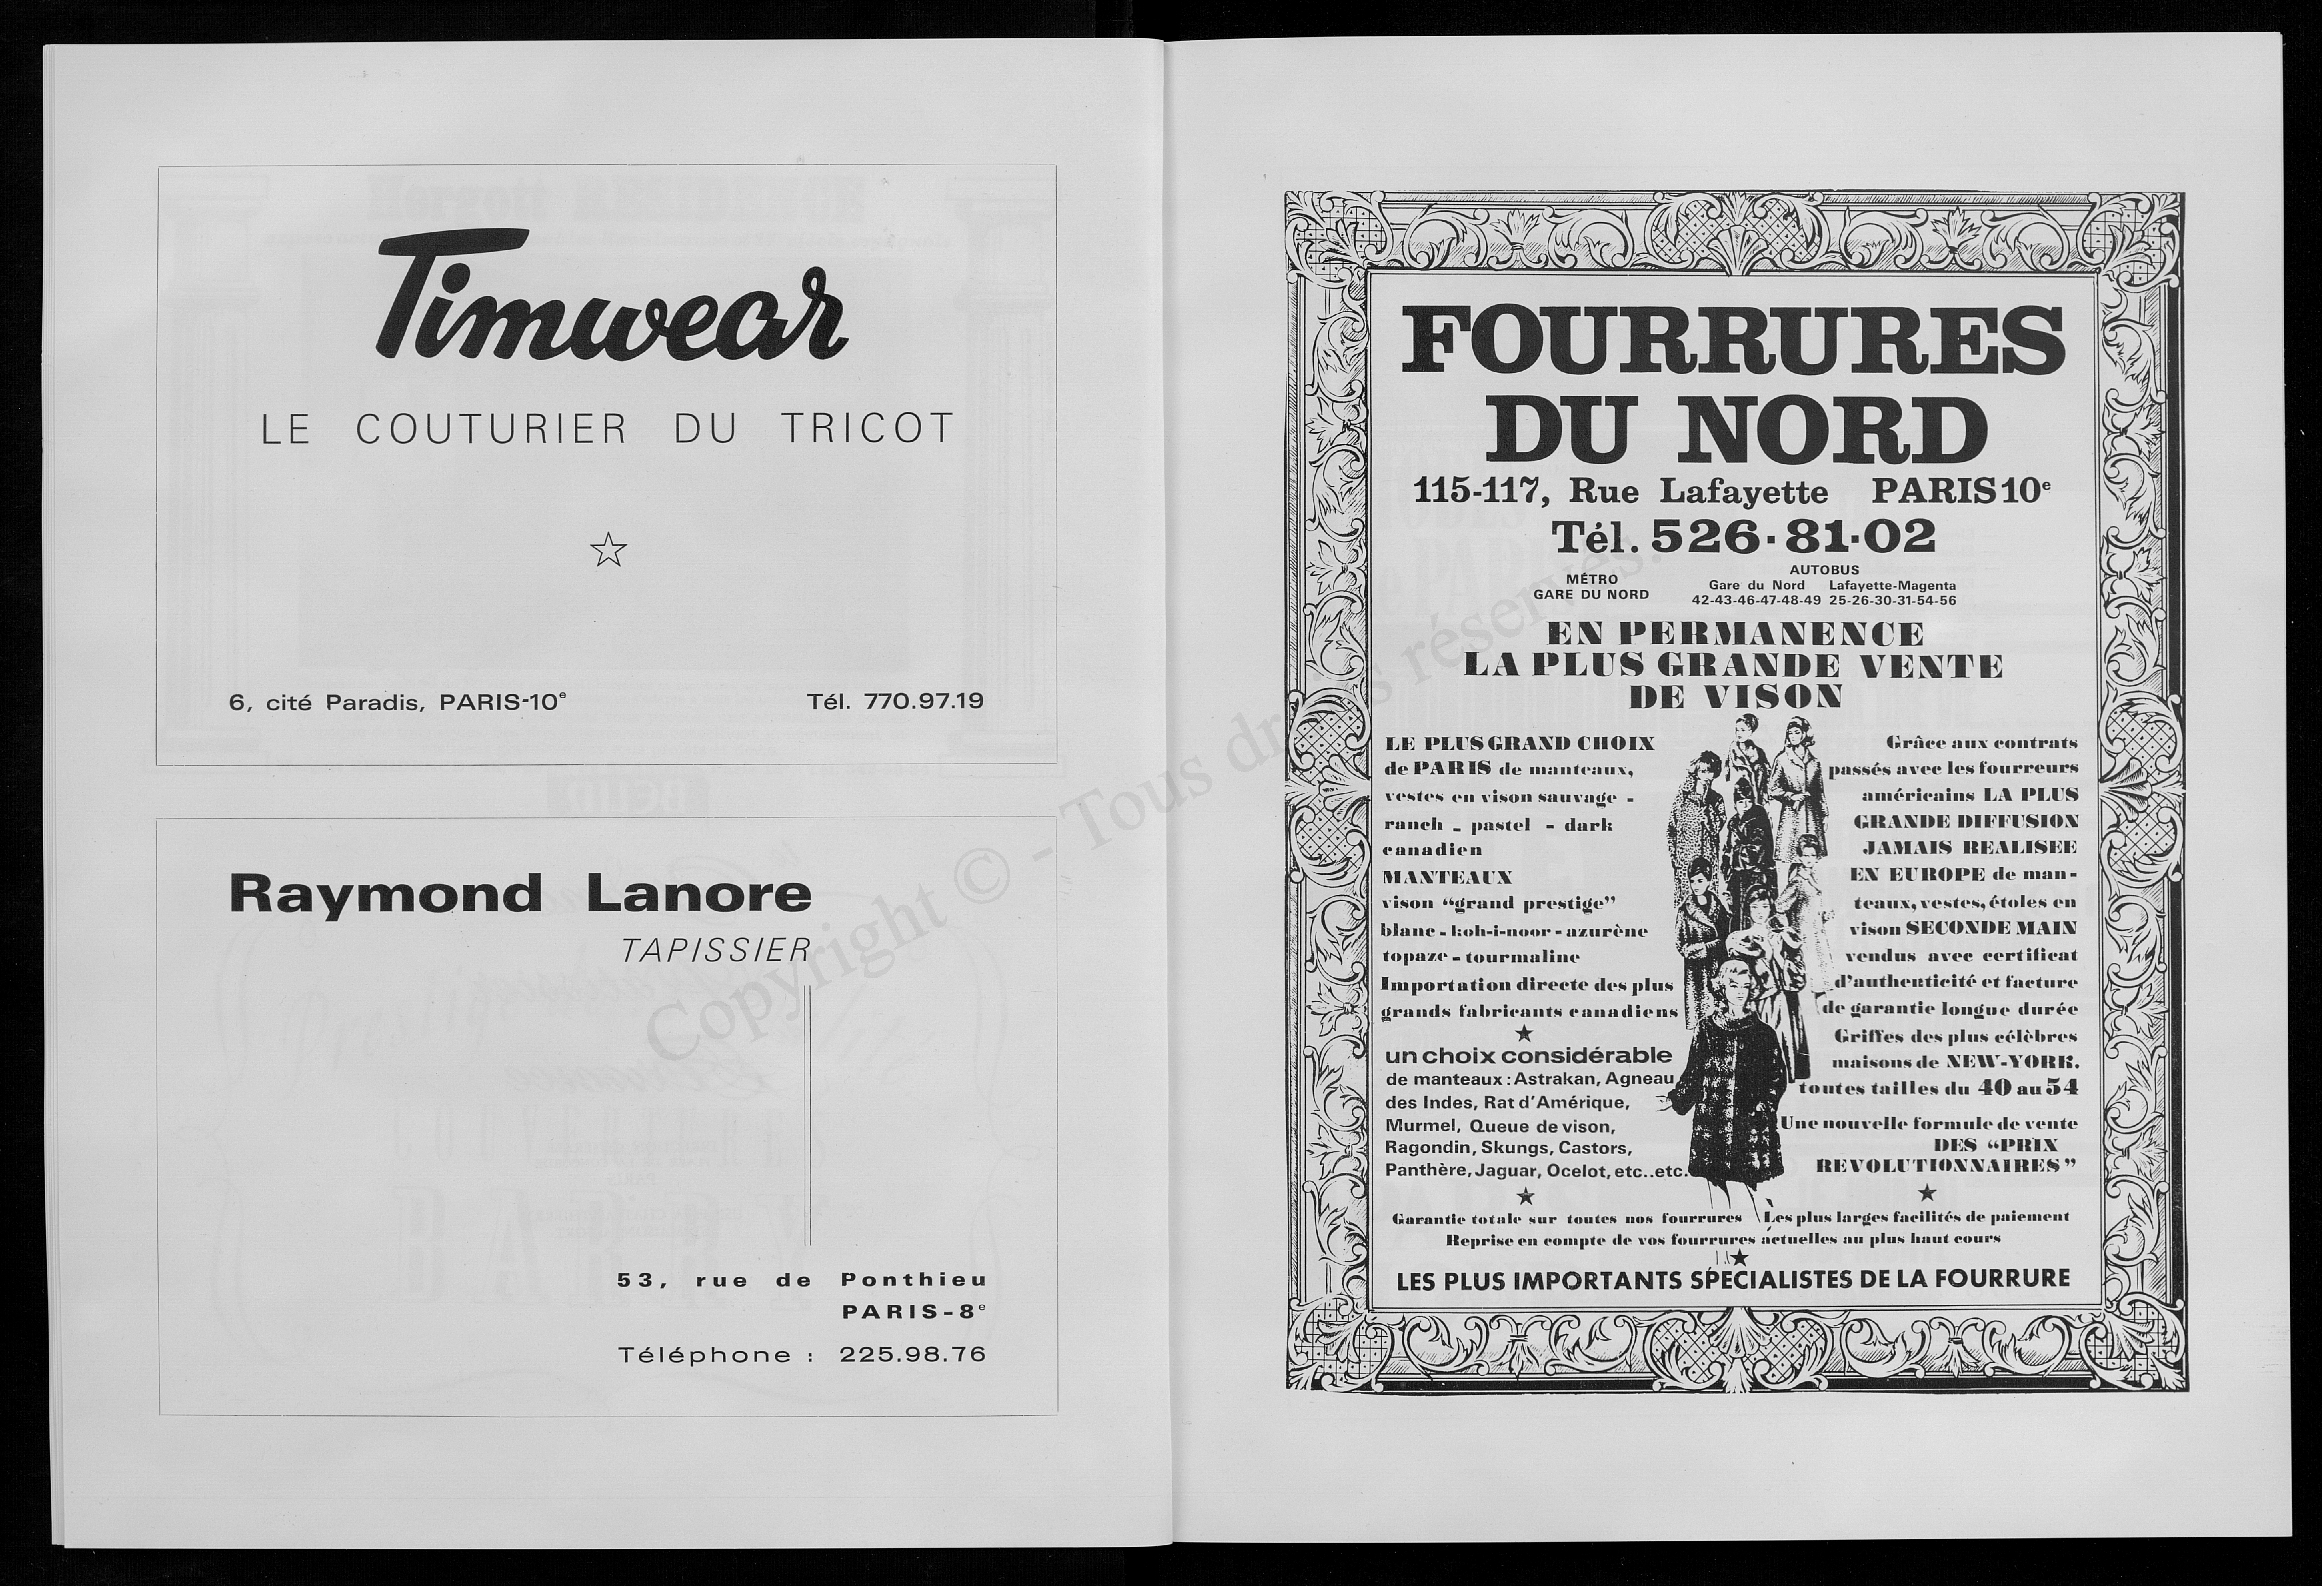 Timwear
LE COUTURIER DU TRICOT
6, cité Paradis, PARIS-10e
Tél. 770.97.19
Raymond Lanore
TAPISSIER
53, rue de Ponthieu
PARIS-8e
Téléphone : 225.98.76
FOURRURES
DU NORD
115-117, Rue Lafayette PARIS 10e
Tél. 526.81.02
MÉTRO
GARE DU NORD
AUTOBUS
Gare du Nord Lafayette-Magenta
42-43-46-47-48-49 25-26-30-31-54-56
EN PERMANENCE
LA PLUS GRANDE VENTE
DE VISON
LE PLUS GRAND CHOIX
de PARIS de manteaux,
vestes en vison sauvage -
ranch - pastel - dark
canadien
MANTEAUX
vison "grand prestige"
blanc - koh-i-noor - azurène
topaze - tourmaline
Importation directe des plus
grands fabricants canadiens
un choix considérable
de manteaux : Astrakan, Agneau
des Indes, Rat d'Amérique,
Murmel, Queue de vison,
Ragondin, Skungs, Castors,
Panthère, Jaguar, Ocelot, etc..etc.
Grâce aux contrats
passés avec les fourreurs
américains LA PLUS
GRANDE DIFFUSION
JAMAIS REALISEE
EN EUROPE de man-
teaux, vestes, étoles en
vison SECONDE MAIN
vendus avec certificat
d'authenticité et facture
de garantie longue durée
Griffes des plus célèbres
maisons de NEW-YORK.
toutes tailles du 40 au 54
Une nouvelle formule de vente
DES "PRIX
REVOLUTIONNAIRES"
Garantie totale sur toutes nos fourrures Les plus larges facilités de paiement
Reprise en compte de vos fourrures actuelles au plus haut cours
LES PLUS IMPORTANTS SPÉCIALISTES DE LA FOURRURE
Copyright © - Tous droits réservés.